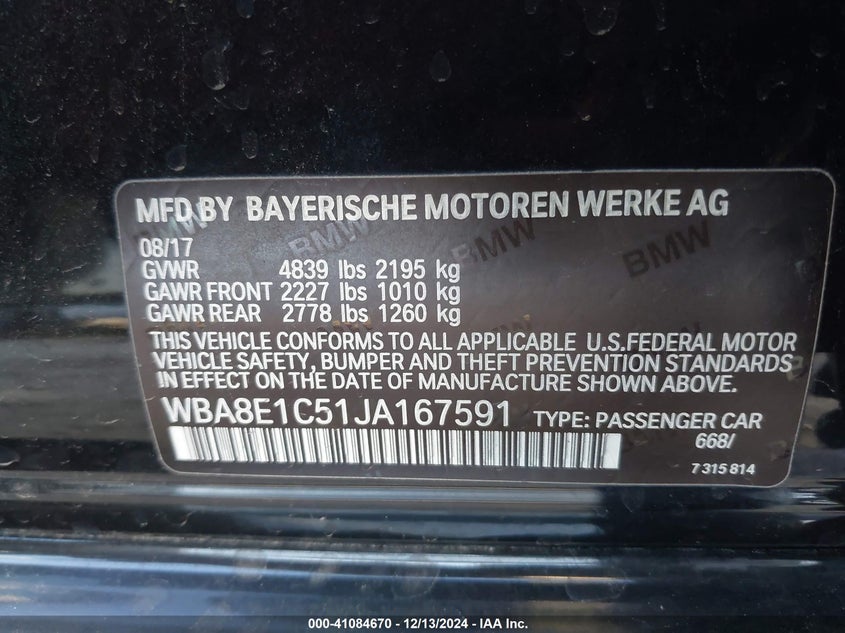 MFD BY BAYERISCHE MOTOREN WERKE AG
08/17
GVWR 4839 lbs 2195 kg
GAWR FRONT 2227 lbs 1010 kg
GAWR REAR 2778 lbs 1260 kg
THIS VEHICLE CONFORMS TO ALL APPLICABLE U.S.FEDERAL MOTOR
VEHICLE SAFETY, BUMPER AND THEFT PREVENTION STANDARDS
IN EFFECT ON THE DATE OF MANUFACTURE SHOWN ABOVE.
WBA8E1C51JA167591 TYPE: PASSENGER CAR
668/
7 315 814
BMW
BMW
BMW
000-41084670 - 12/13/2024 - IAA Inc.